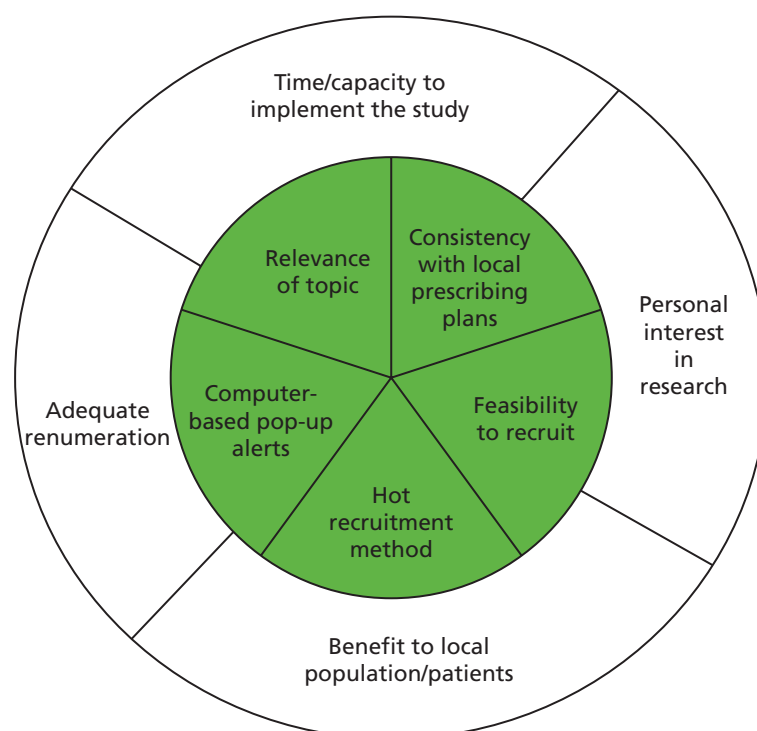 Time/capacity to
implement the study
Relevance
of topic
Consistency
with local
prescribing
plans
Personal
interest
in
research
Adequate
renumeration
Computer-
based pop-up
alerts
Feasibility
to recruit
Hot
recruitment
method
Benefit to local
population/patients